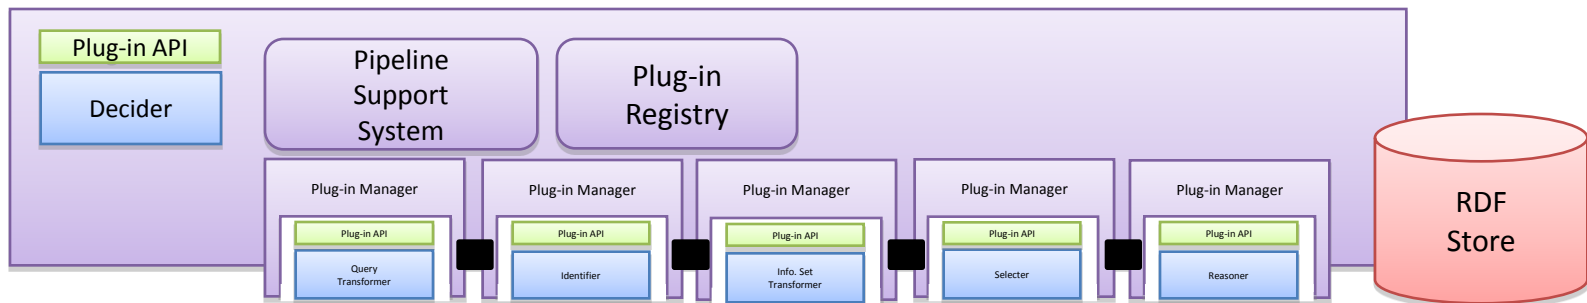 Plug-in API
Decider
Pipeline
Support
System
Plug-in
Registry
Plug-in Manager
Plug-in Manager
Plug-in Manager
Plug-in Manager
Plug-in Manager
Plug-in API
Query
Transformer
Plug-in API
Identifier
Plug-in API
Info. Set
Transformer
Plug-in API
Selecter
Plug-in API
Reasoner
RDF
Store